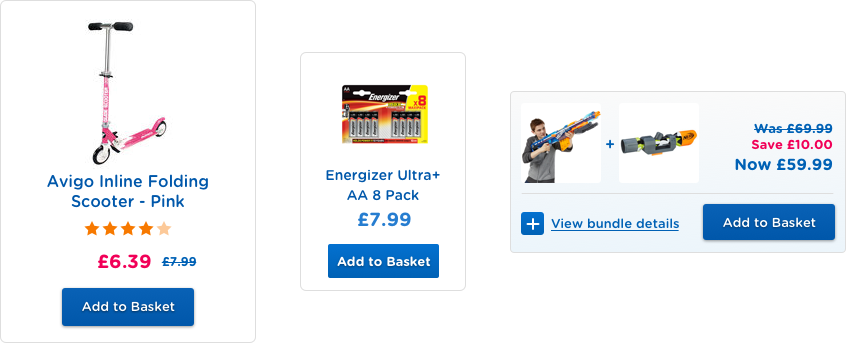 Avigo Inline Folding
Scooter - Pink
£6.39 £7.99
Add to Basket
AA
Energizer
x8
Energizer Ultra+
AA 8 Pack
£7.99
Add to Basket
+
Was £69.99
Save £10.00
Now £59.99
+ View bundle details
Add to Basket